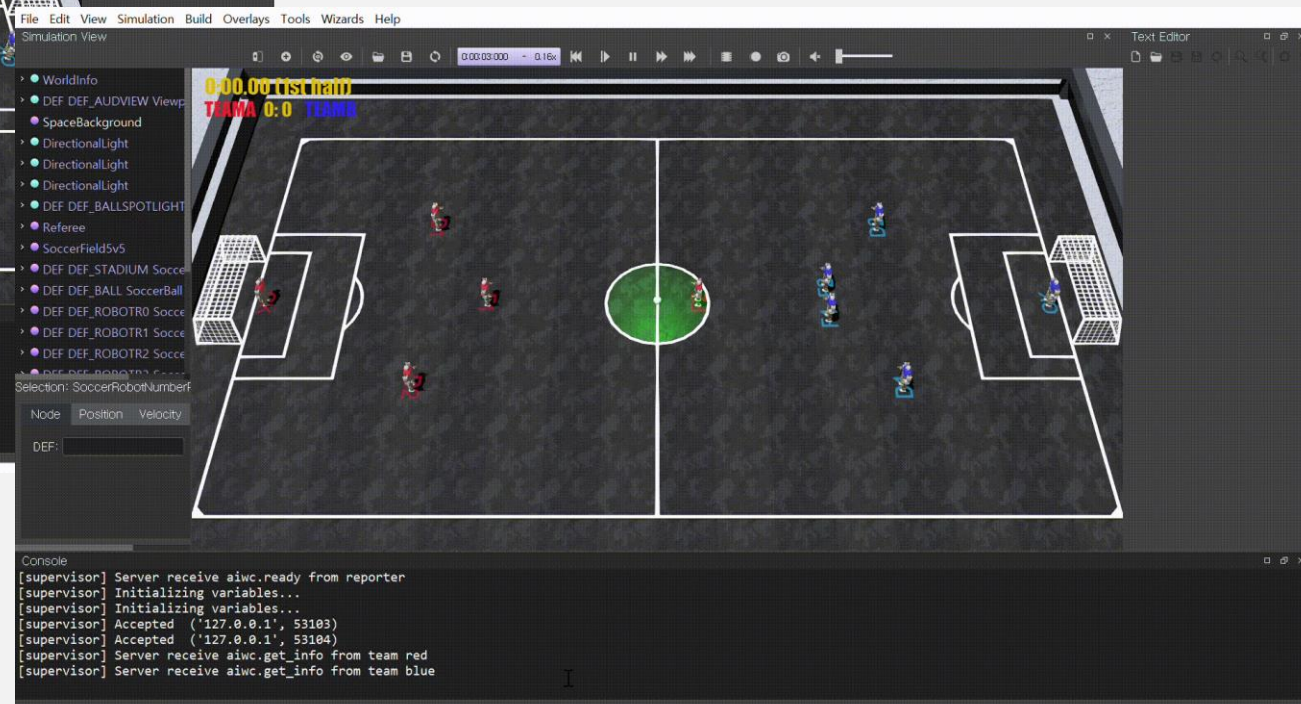 File Edit View Simulation Build Overlays Tools Wizards Help
Simulation View
Text Editor
0:00:03:000 - 0.16x
WorldInfo
DEF DEF_AUDVIEW Viewp
SpaceBackground
DirectionalLight
DirectionalLight
DirectionalLight
DEF DEF_BALLSPOTLIGHT
Referee
SoccerField5v5
DEF DEF_STADIUM Socce
DEF DEF_BALL SoccerBall
DEF DEF_ROBOTR0 Socce
DEF DEF_ROBOTR1 Socce
DEF DEF_ROBOTR2 Socce
0:00.00 (1st half)
TEAMA 0:0 TEAMB
Selection: SoccerRobotNumber
Node Position Velocity
DEF:
Console
[supervisor] Server receive aiwc.ready from reporter
[supervisor] Initializing variables...
[supervisor] Initializing variables...
[supervisor] Accepted ('127.0.0.1', 53103)
[supervisor] Accepted ('127.0.0.1', 53104)
[supervisor] Server receive aiwc.get_info from team red
[supervisor] Server receive aiwc.get_info from team blue